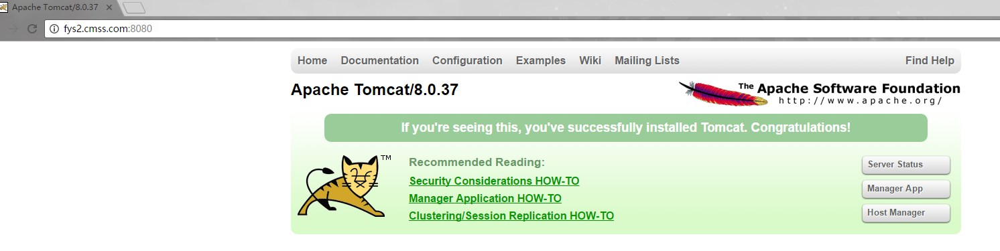 Apache Tomcat/8.0.37
fys2.cmss.com:8080
Home Documentation Configuration Examples Wiki Mailing Lists Find Help
Apache Tomcat/8.0.37
The Apache Software Foundation
http://www.apache.org/
If you're seeing this, you've successfully installed Tomcat. Congratulations!
TM
Recommended Reading:
Security Considerations HOW-TO
Manager Application HOW-TO
Clustering/Session Replication HOW-TO
Server Status
Manager App
Host Manager